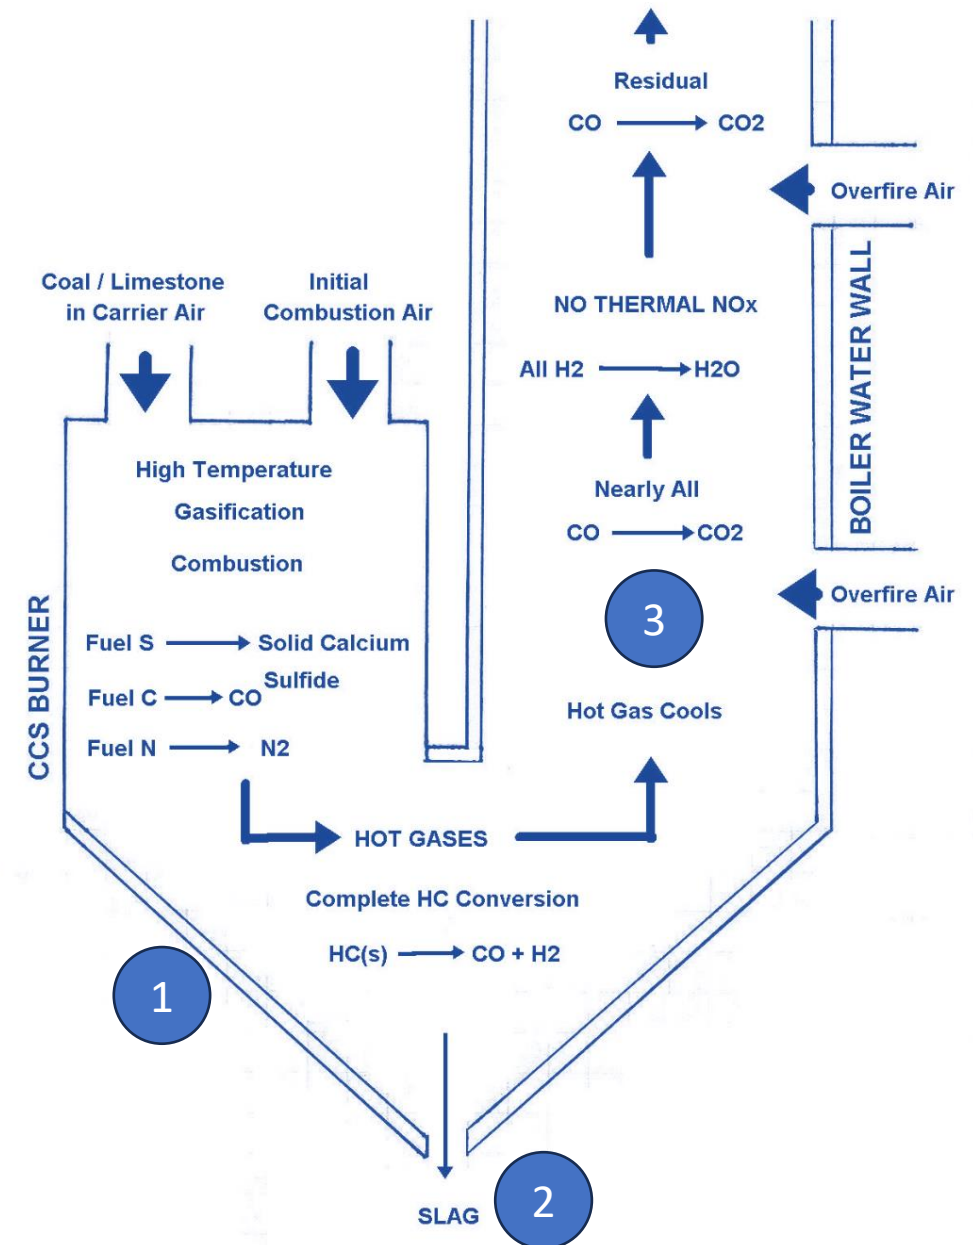 Residual
CO CO2
Overfire Air
Coal / Limestone
in Carrier Air
Initial
Combustion Air
NO THERMAL NOx
All H2 H2O
BOILER WATER WALL
High Temperature
Gasification
Combustion
Nearly All
CO CO2
Overfire Air
3
CCS BURNER
Fuel S Solid Calcium
Sulfide
Fuel C CO
Fuel N N2
Hot Gas Cools
HOT GASES
Complete HC Conversion
HC(s) CO + H2
1
SLAG
2